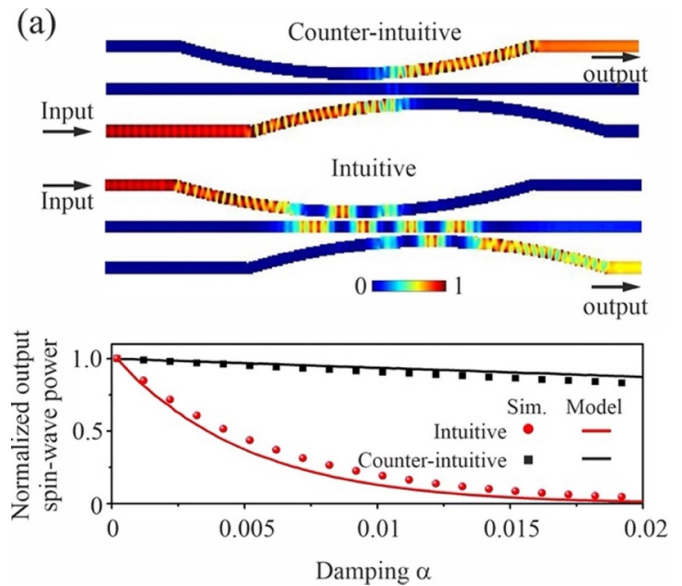 (a)
Counter-intuitive
output
Input
Intuitive
Input
0 1
output
Normalized output
spin-wave power
1.0
0.5
0
Sim. Model
Intuitive
Counter-intuitive
0 0.005 0.01 0.015 0.02
Damping α